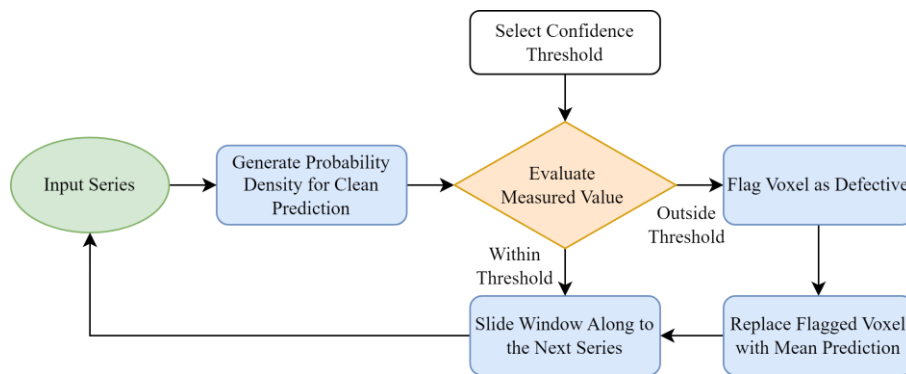 Select Confidence
Threshold
Input Series
Generate Probability
Density for Clean
Prediction
Evaluate
Measured Value
Outside
Threshold
Flag Voxel as Defective
Within
Threshold
Slide Window Along to
the Next Series
Replace Flagged Voxel
with Mean Prediction